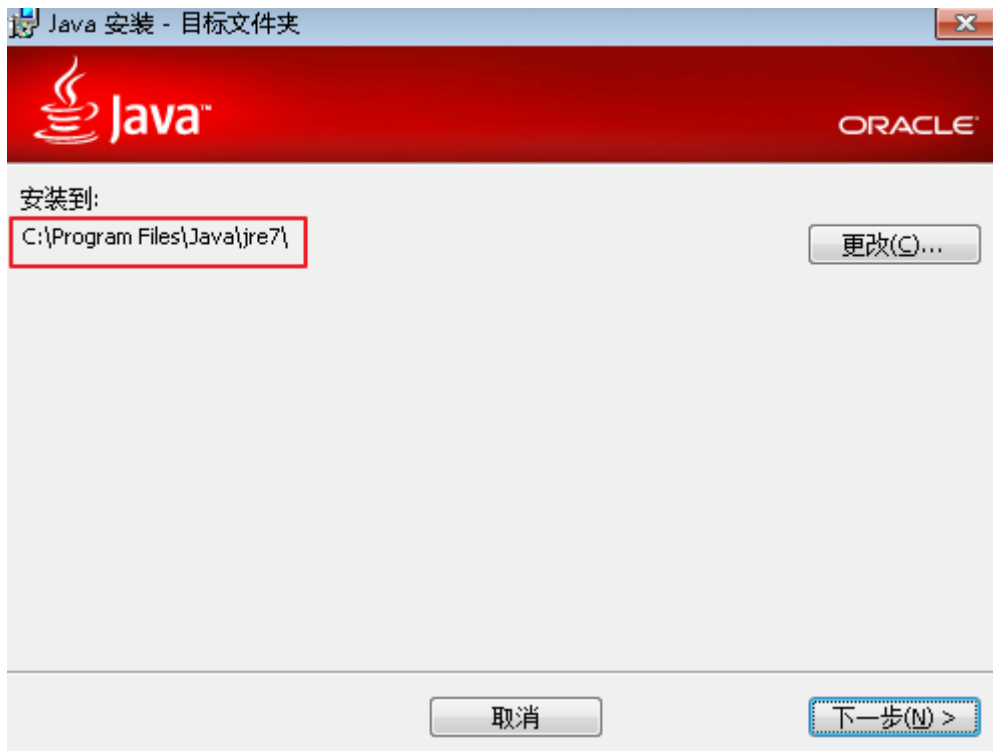 Java 安装 - 目标文件夹
Java™
ORACLE®
安装到:
C:\Program Files\Java\jre7\
更改(C)...
取消
下一步(N) >